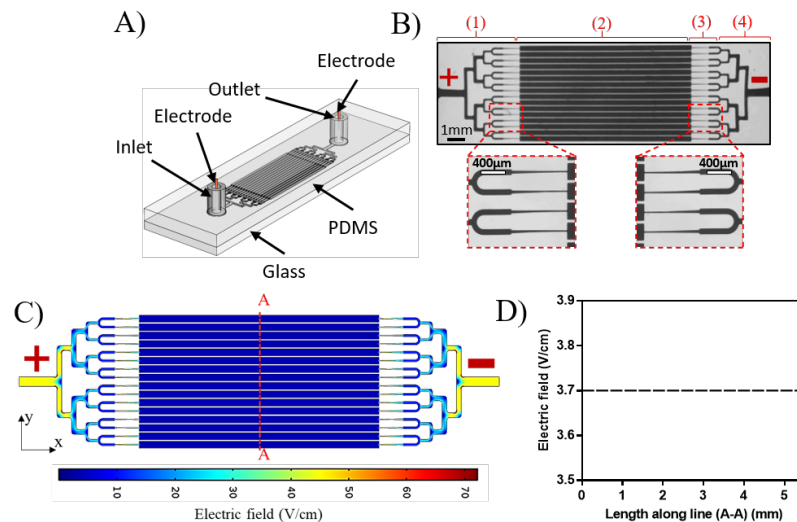 A)
Electrode
Outlet
Electrode
Inlet
PDMS
Glass
B)
(1)
(2)
(3)
(4)
+
−
1mm
400μm
400μm
C)
A
+
−
y
x
A
10
20
30
40
50
60
70
Electric field (V/cm)
D)
Electric field (V/cm)
3.9
3.8
3.7
3.6
3.5
0
1
2
3
4
5
Length along line (A-A) (mm)